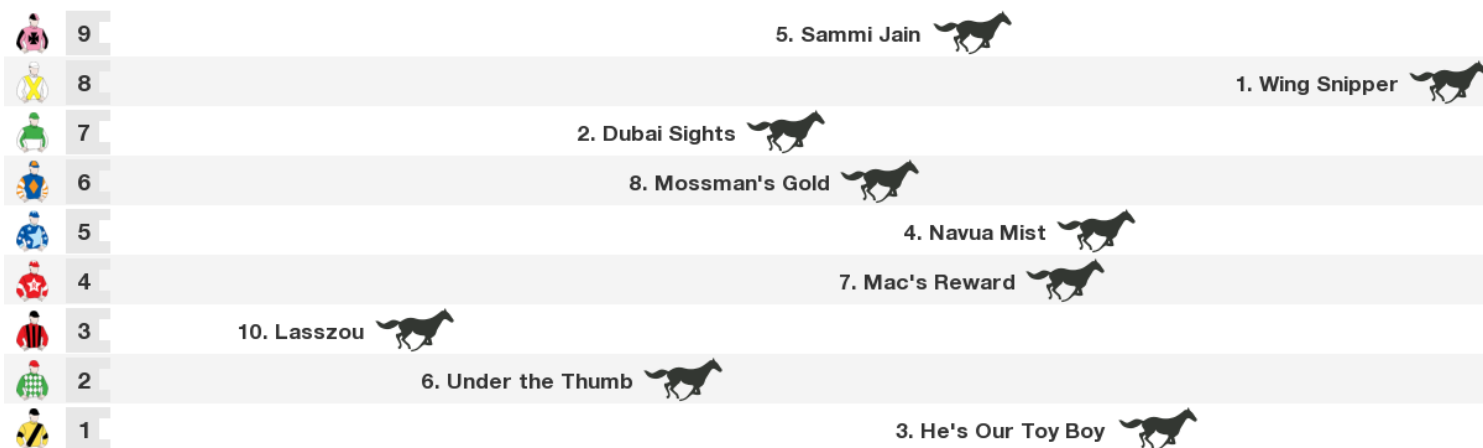 9 5. Sammi Jain
8 1. Wing Snipper
7 2. Dubai Sights
6 8. Mossman's Gold
5 4. Navua Mist
4 7. Mac's Reward
3 10. Lasszou
2 6. Under the Thumb
1 3. He's Our Toy Boy